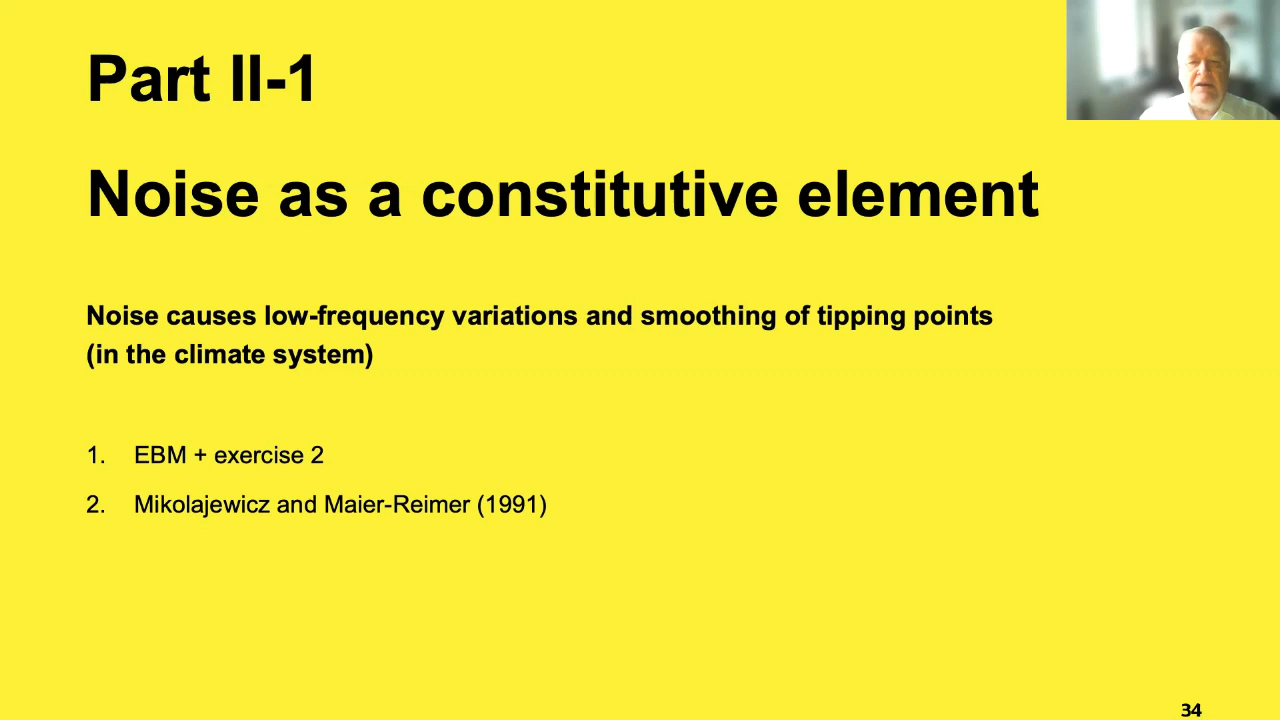 Part II-1
Noise as a constitutive element
Noise causes low-frequency variations and smoothing of tipping points
(in the climate system)
1. EBM + exercise 2
2. Mikolajewicz and Maier-Reimer (1991)
34